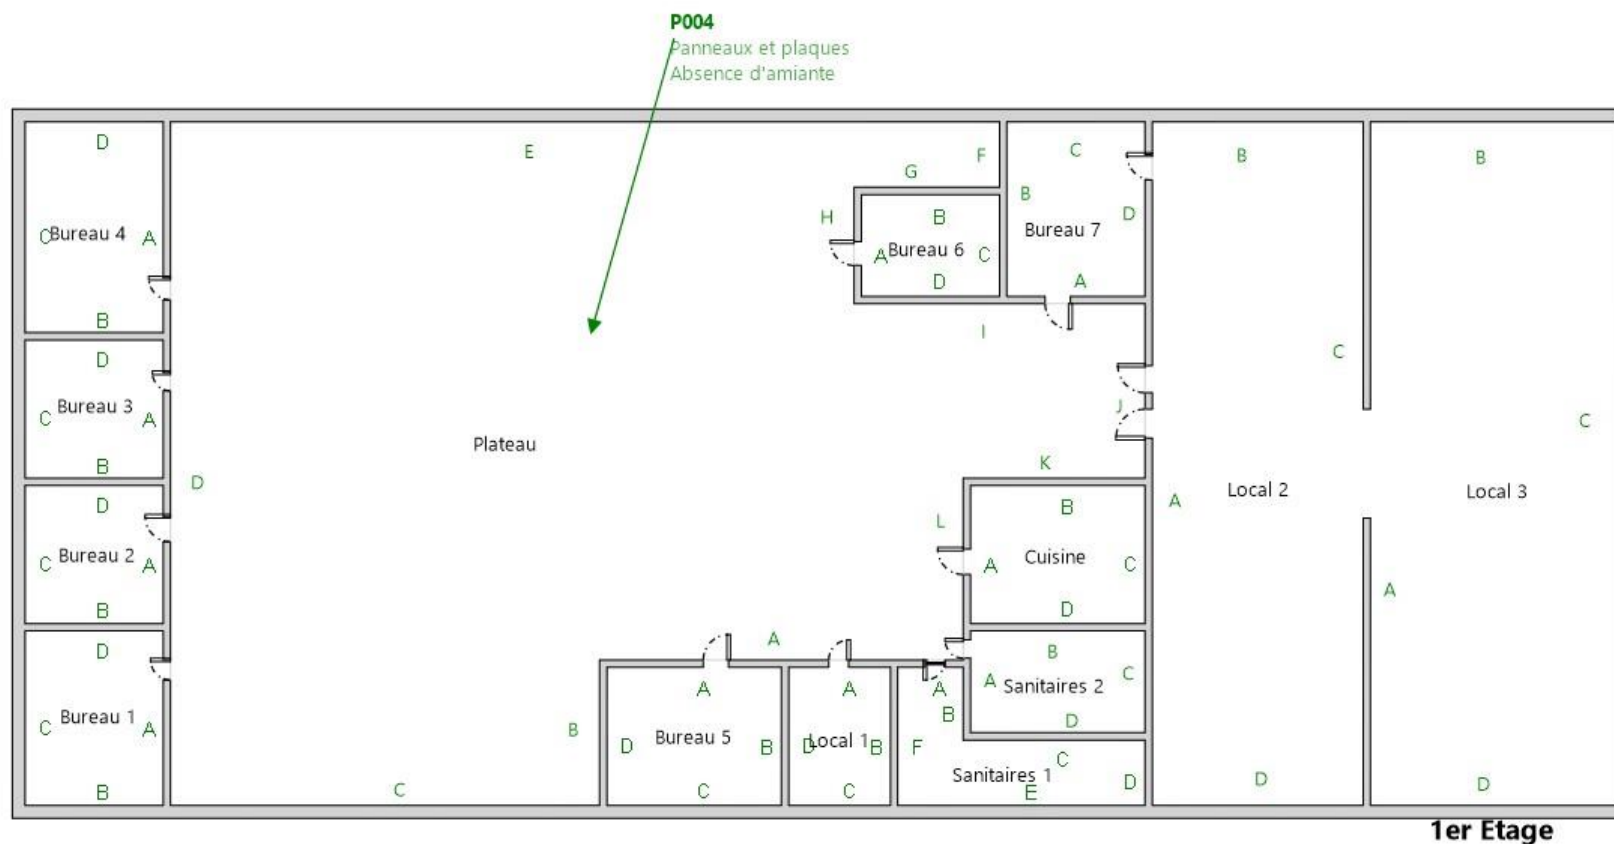 P004
Panneaux et plaques
Absence d'amiante
D
E
F
G
C
B
B
B
B
D
H
B
C
Bureau 4
A
A
Bureau 6
C
Bureau 7
D
A
B
D
I
D
C
C
Bureau 3
A
J
C
B
Plateau
K
D
D
A
Local 2
Local 3
B
L
C
Bureau 2
A
A
Cuisine
C
A
B
D
D
A
B
C
Bureau 1
A
B
A
A
A
A
Sanitaires 2
C
B
D
D
Bureau 5
B
D
Local 1
B
F
C
Sanitaires 1
D
B
C
C
C
E
D
D
1er Etage